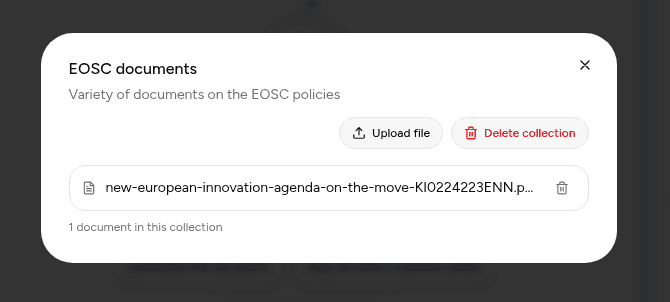 EOSC documents
Variety of documents on the EOSC policies
Upload file
Delete collection
new-european-innovation-agenda-on-the-move-KI0224223ENN.p...
1 document in this collection